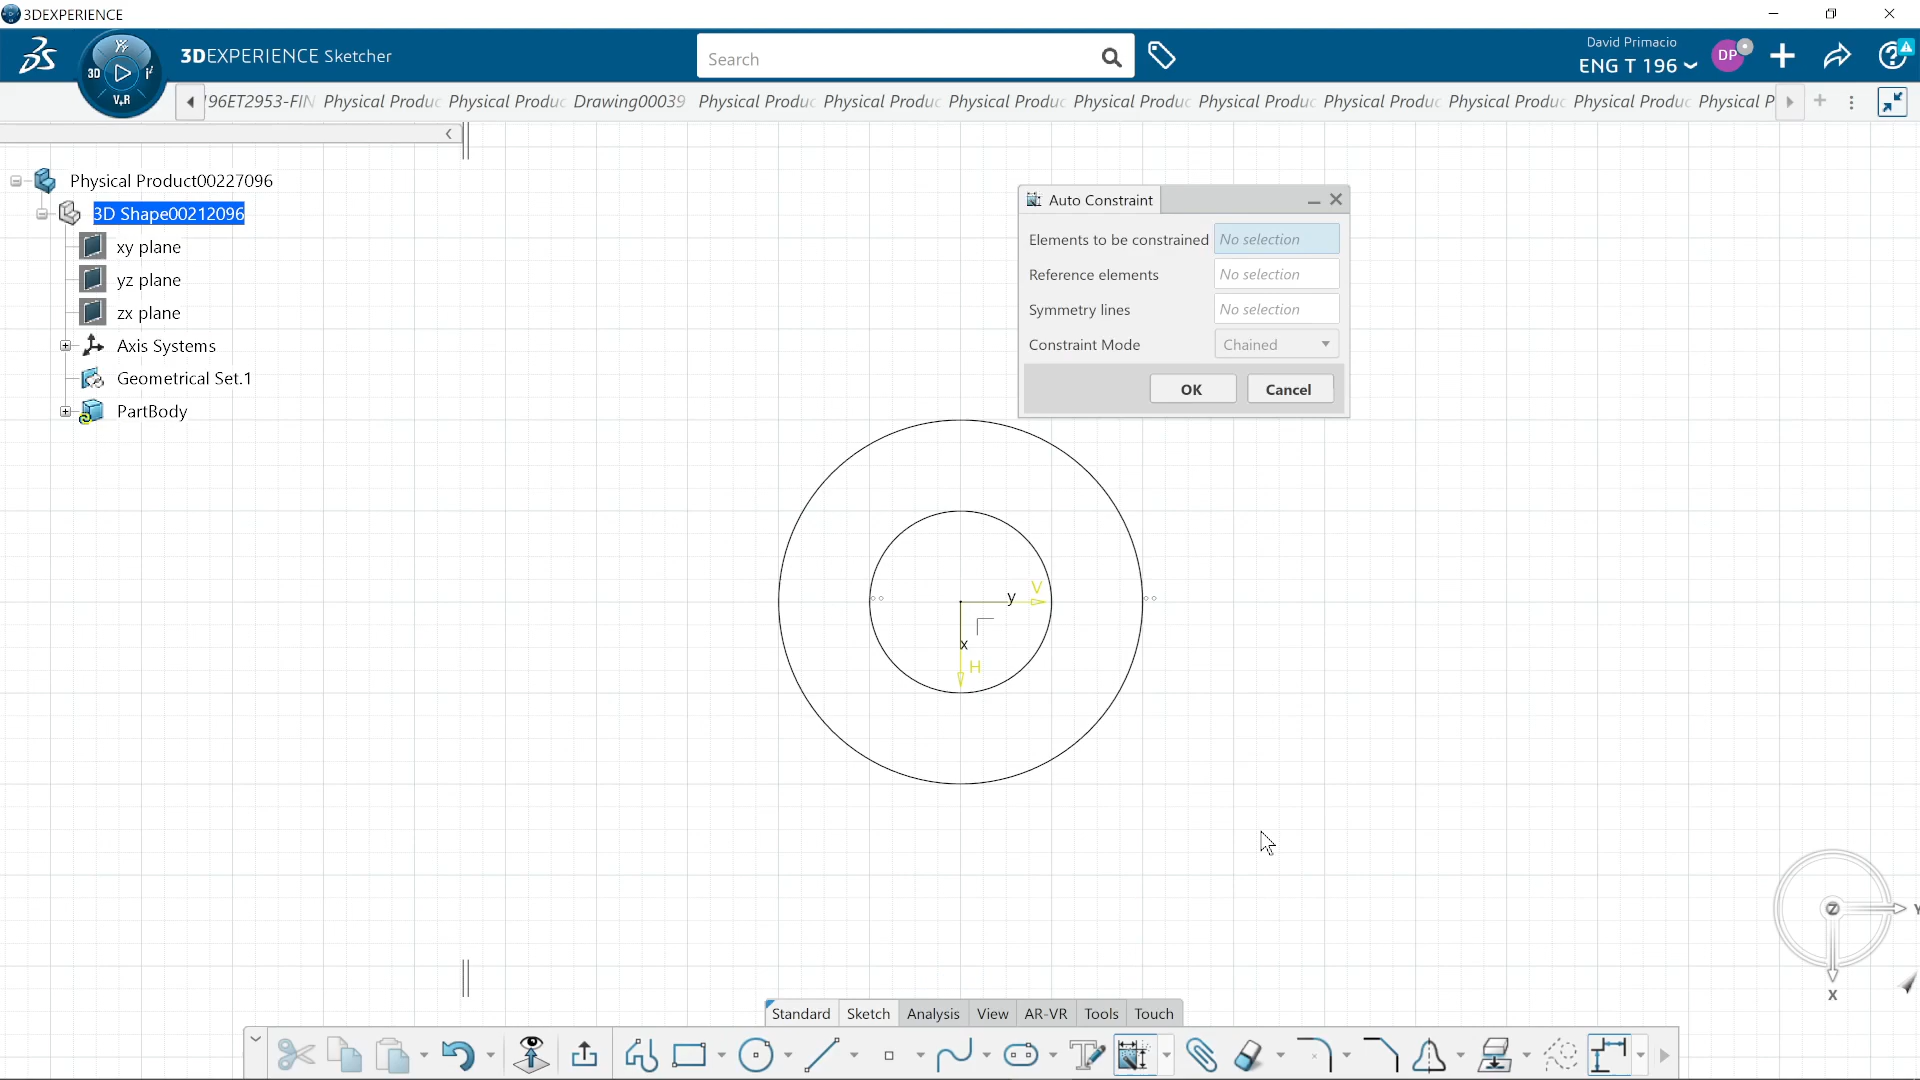 3DEXPERIENCE
3DEXPERIENCE Sketcher
3D
V+R
Search
David Primacio
ENG T 196
DP
196ET2953-FIN Physical Produc Physical Produc Drawing00039 Physical Produc Physical Produc Physical Produc Physical Produc Physical Produc Physical Produc Physical Produc Physical Produc Physical P
Physical Product00227096
3D Shape00212096
xy plane
yz plane
zx plane
Axis Systems
Geometrical Set.1
PartBody
Auto Constraint
Elements to be constrained No selection
Reference elements No selection
Symmetry lines No selection
Constraint Mode Chained
OK Cancel
V
y
x
H
Z
Y
X
Standard Sketch Analysis View AR-VR Tools Touch